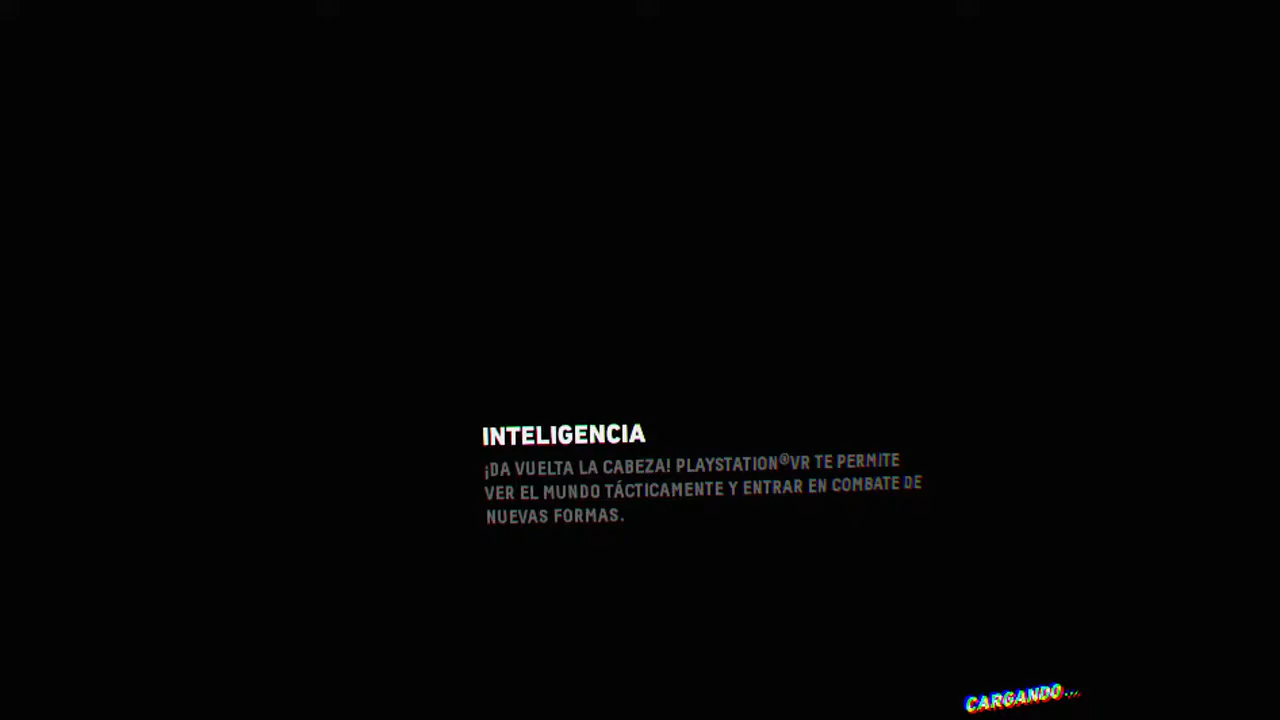 INTELIGENCIA
¡DA VUELTA LA CABEZA! PLAYSTATION®VR TE PERMITE
VER EL MUNDO TÁCTICAMENTE Y ENTRAR EN COMBATE DE
NUEVAS FORMAS.
CARGANDO...